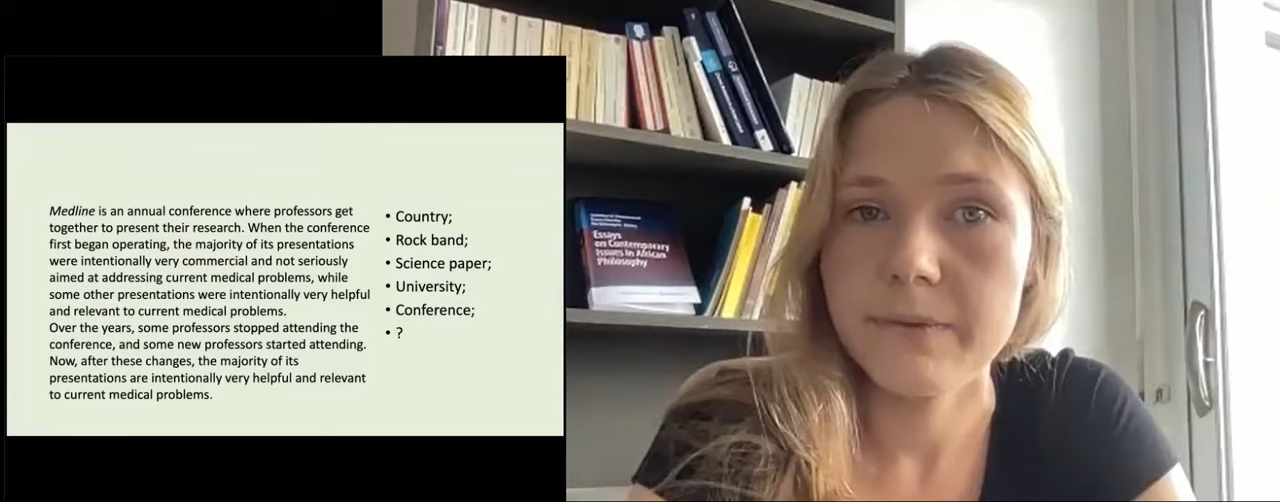 Medline is an annual conference where professors get
together to present their research. When the conference
first began operating, the majority of its presentations
were intentionally very commercial and not seriously
aimed at addressing current medical problems, while
some other presentations were intentionally very helpful
and relevant to current medical problems.
Over the years, some professors stopped attending the
conference, and some new professors started attending.
Now, after these changes, the majority of its
presentations are intentionally very helpful and relevant
to current medical problems.
• Country;
• Rock band;
• Science paper;
• University;
• Conference;
• ?
Essays
on Contemporary
Issues in African
Philosophy